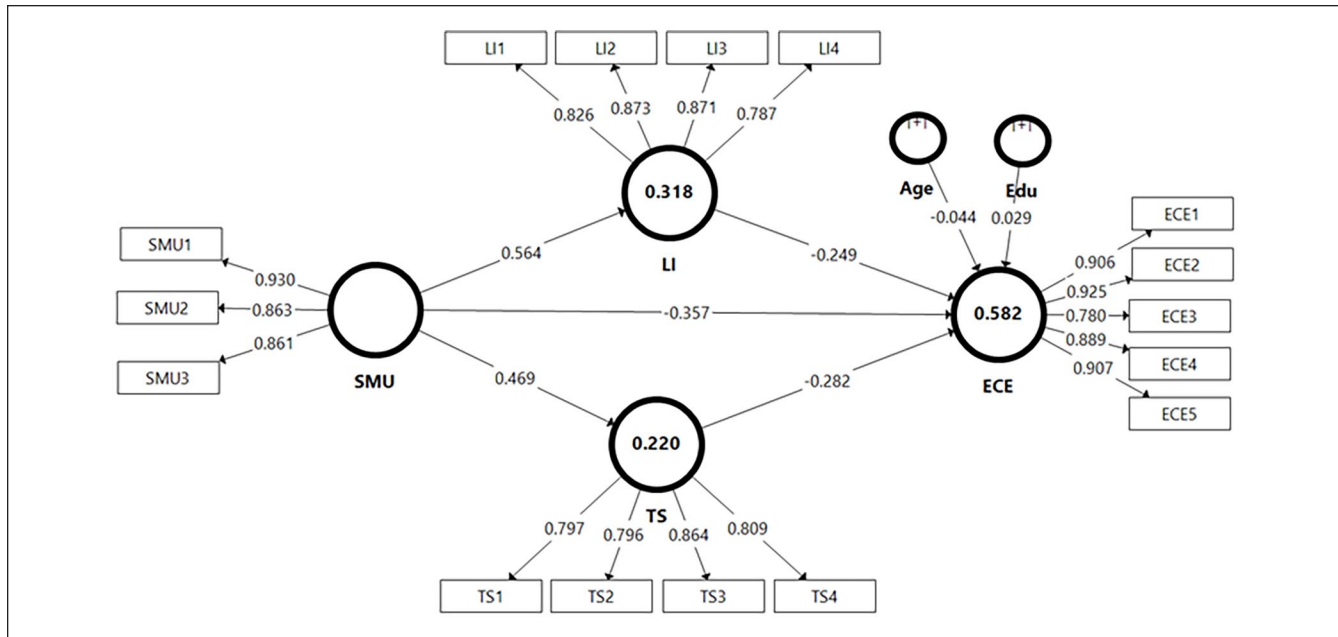 LI1 LI2 LI3 LI4
0.826 0.873 0.871 0.787
[+] [+]
0.318
LI
Age Edu
-0.044 0.029
SMU1
SMU2
SMU3
0.930
0.863
0.861
SMU
0.564
-0.249
-0.357
0.469
-0.282
0.582
ECE
0.906
0.925
0.780
0.889
0.907
ECE1
ECE2
ECE3
ECE4
ECE5
0.220
TS
0.797 0.796 0.864 0.809
TS1 TS2 TS3 TS4